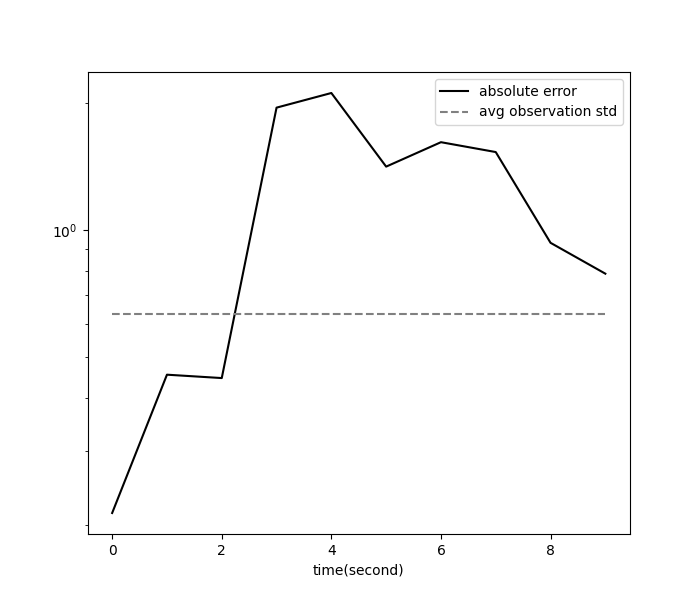 absolute error
avg observation std
10⁰
0 2 4 6 8
time(second)